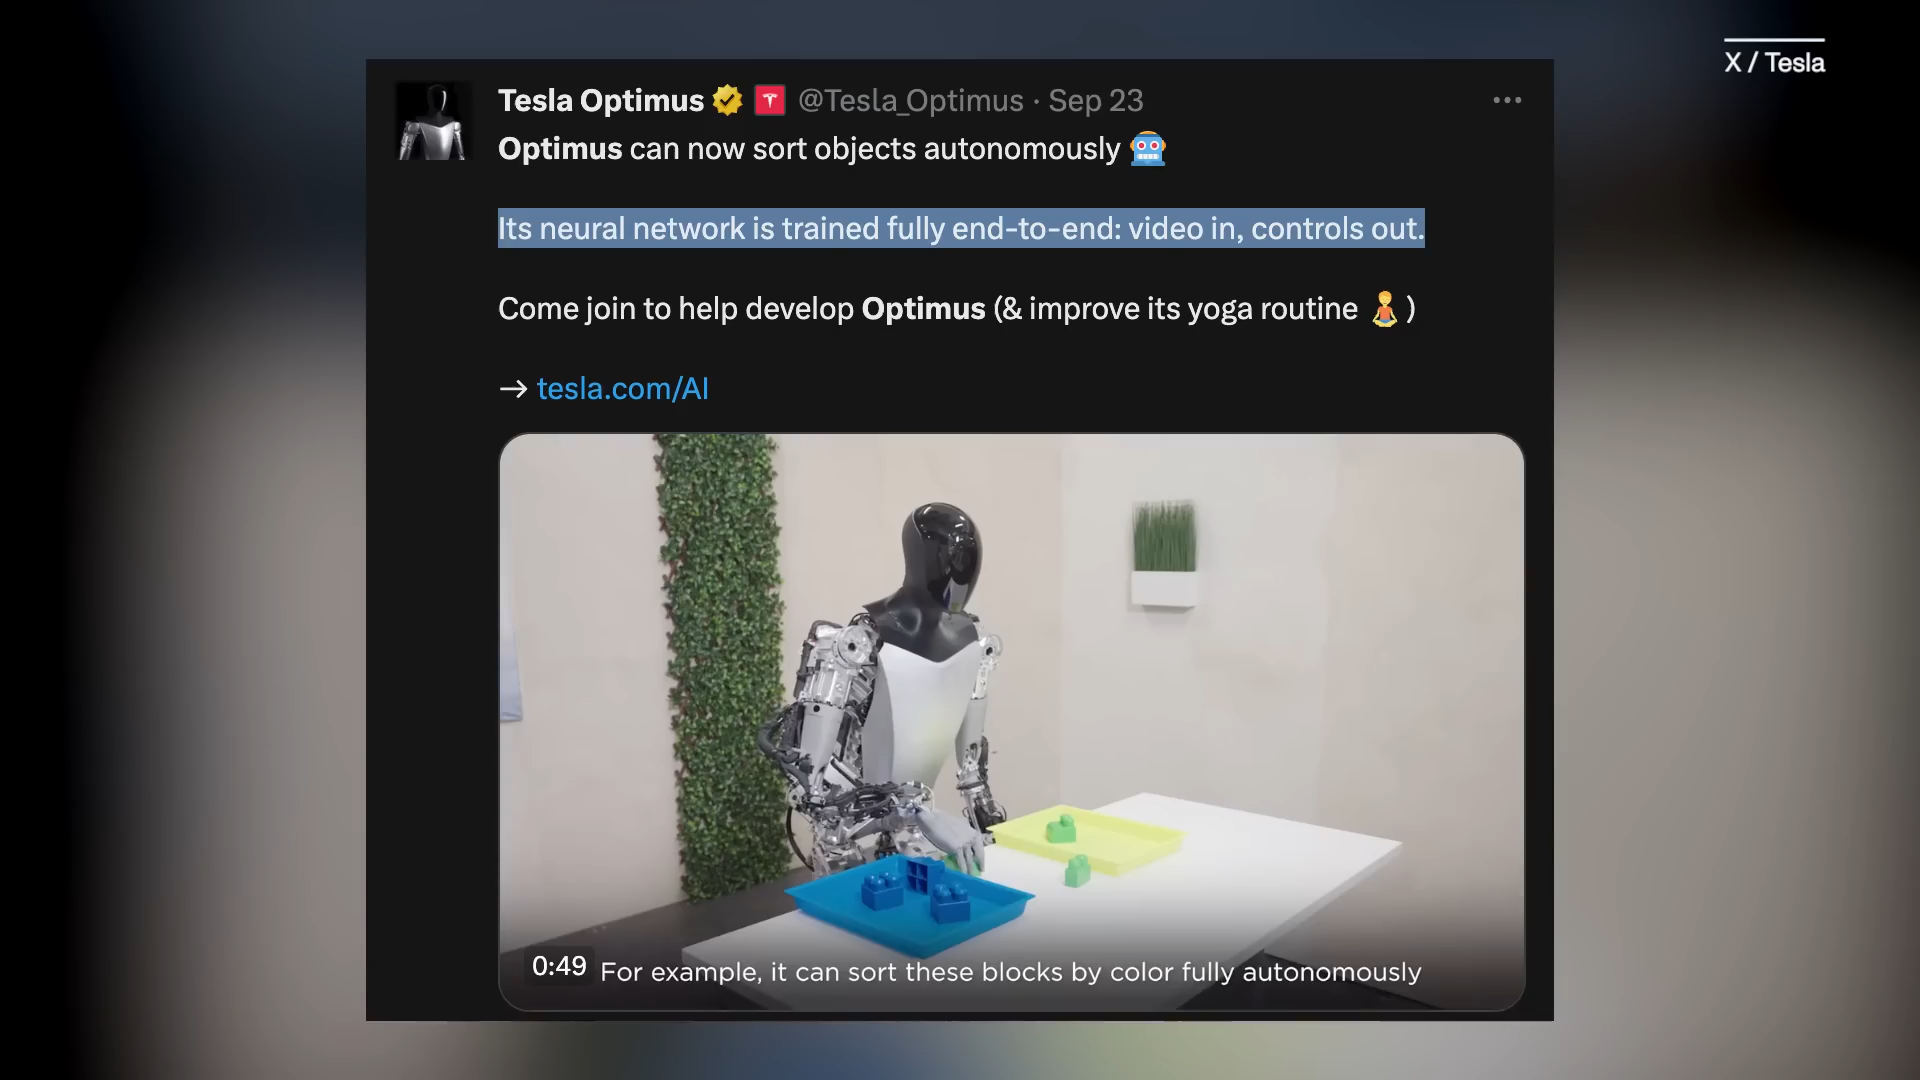 X / Tesla
Tesla Optimus @Tesla_Optimus · Sep 23
Optimus can now sort objects autonomously 🤖
Its neural network is trained fully end-to-end: video in, controls out.
Come join to help develop Optimus (& improve its yoga routine 🧘 )
→ tesla.com/AI
0:49 For example, it can sort these blocks by color fully autonomously